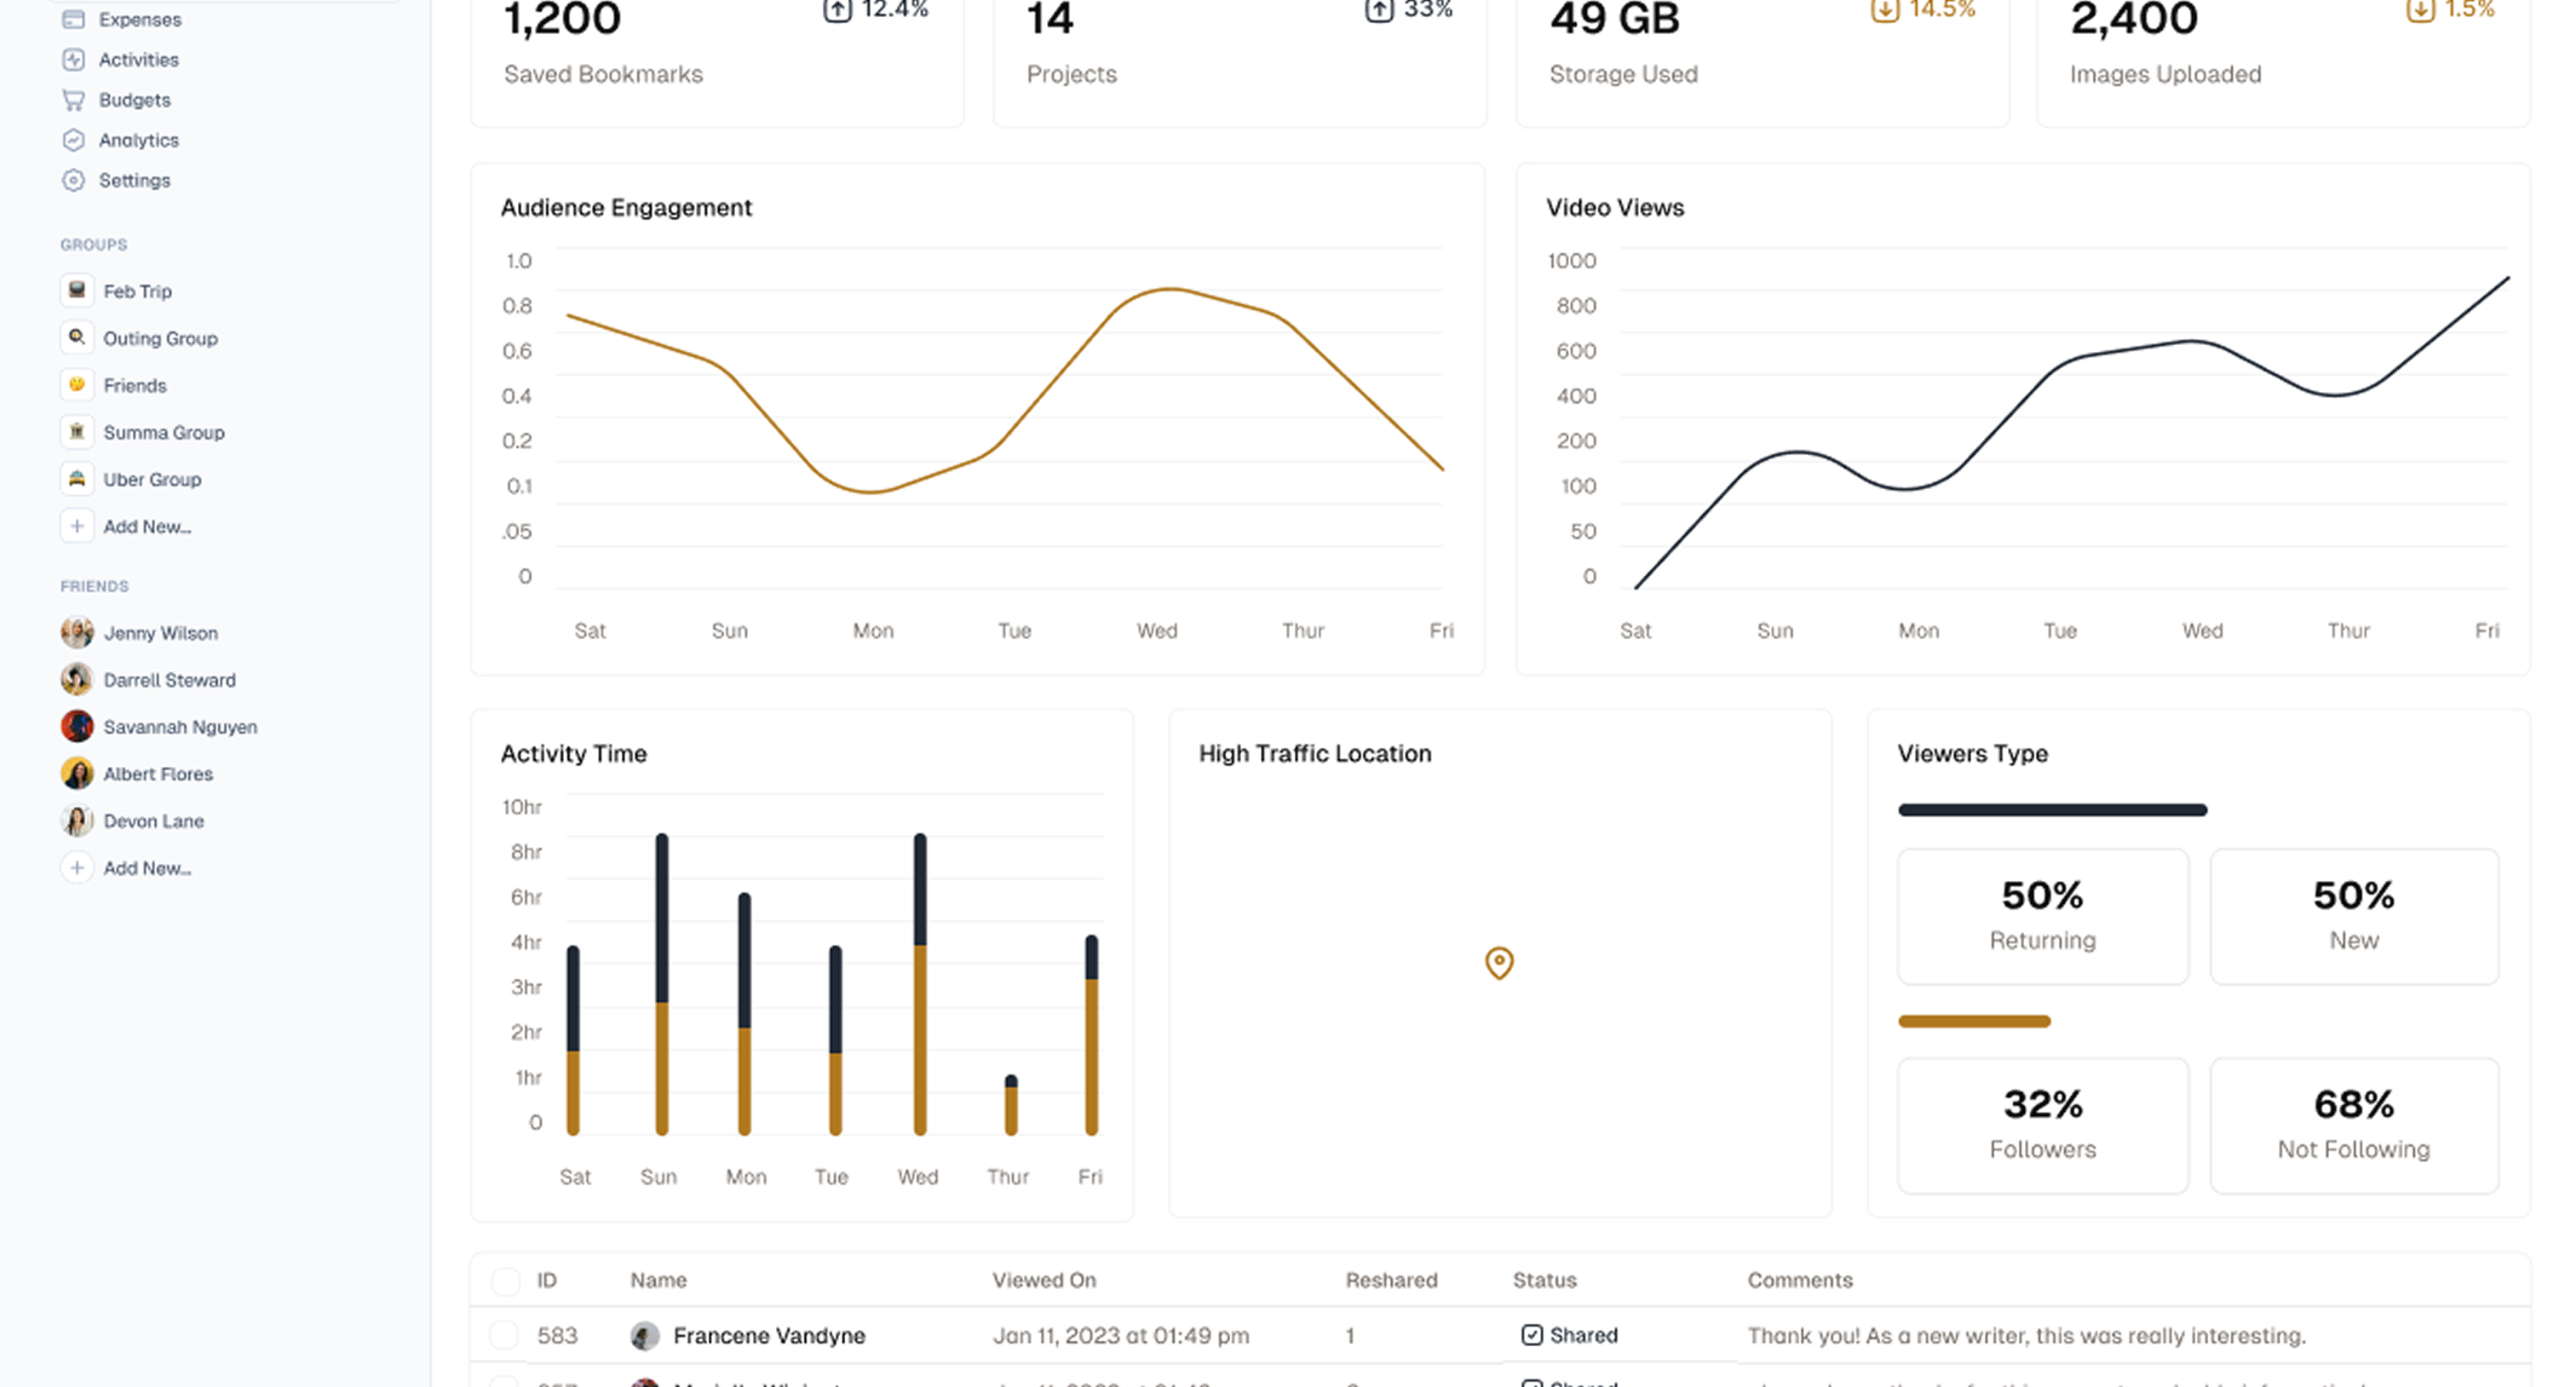 Expenses
Activities
Budgets
Analytics
Settings
GROUPS
Feb Trip
Outing Group
Friends
Summa Group
Uber Group
Add New...
FRIENDS
Jenny Wilson
Darrell Steward
Savannah Nguyen
Albert Flores
Devon Lane
Add New...
1,200
12.4%
Saved Bookmarks
14
33%
Projects
49 GB
14.5%
Storage Used
2,400
1.5%
Images Uploaded
Audience Engagement
1.0
0.8
0.6
0.4
0.2
0.1
.05
0
Sat Sun Mon Tue Wed Thur Fri
Video Views
1000
800
600
400
200
100
50
0
Sat Sun Mon Tue Wed Thur Fri
Activity Time
10hr
8hr
6hr
4hr
3hr
2hr
1hr
0
Sat Sun Mon Tue Wed Thur Fri
High Traffic Location
Viewers Type
50%
Returning
50%
New
32%
Followers
68%
Not Following
ID Name Viewed On Reshared Status Comments
583 Francene Vandyne Jan 11, 2023 at 01:49 pm 1 Shared Thank you! As a new writer, this was really interesting.
Shared